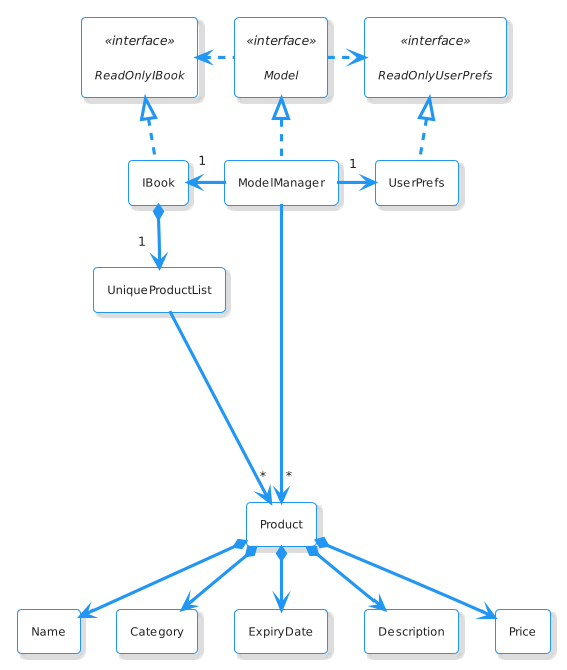 «interface»
ReadOnlyIBook
«interface»
Model
«interface»
ReadOnlyUserPrefs
IBook
1
ModelManager
1
UserPrefs
1
UniqueProductList
*
*
Product
Name
Category
ExpiryDate
Description
Price